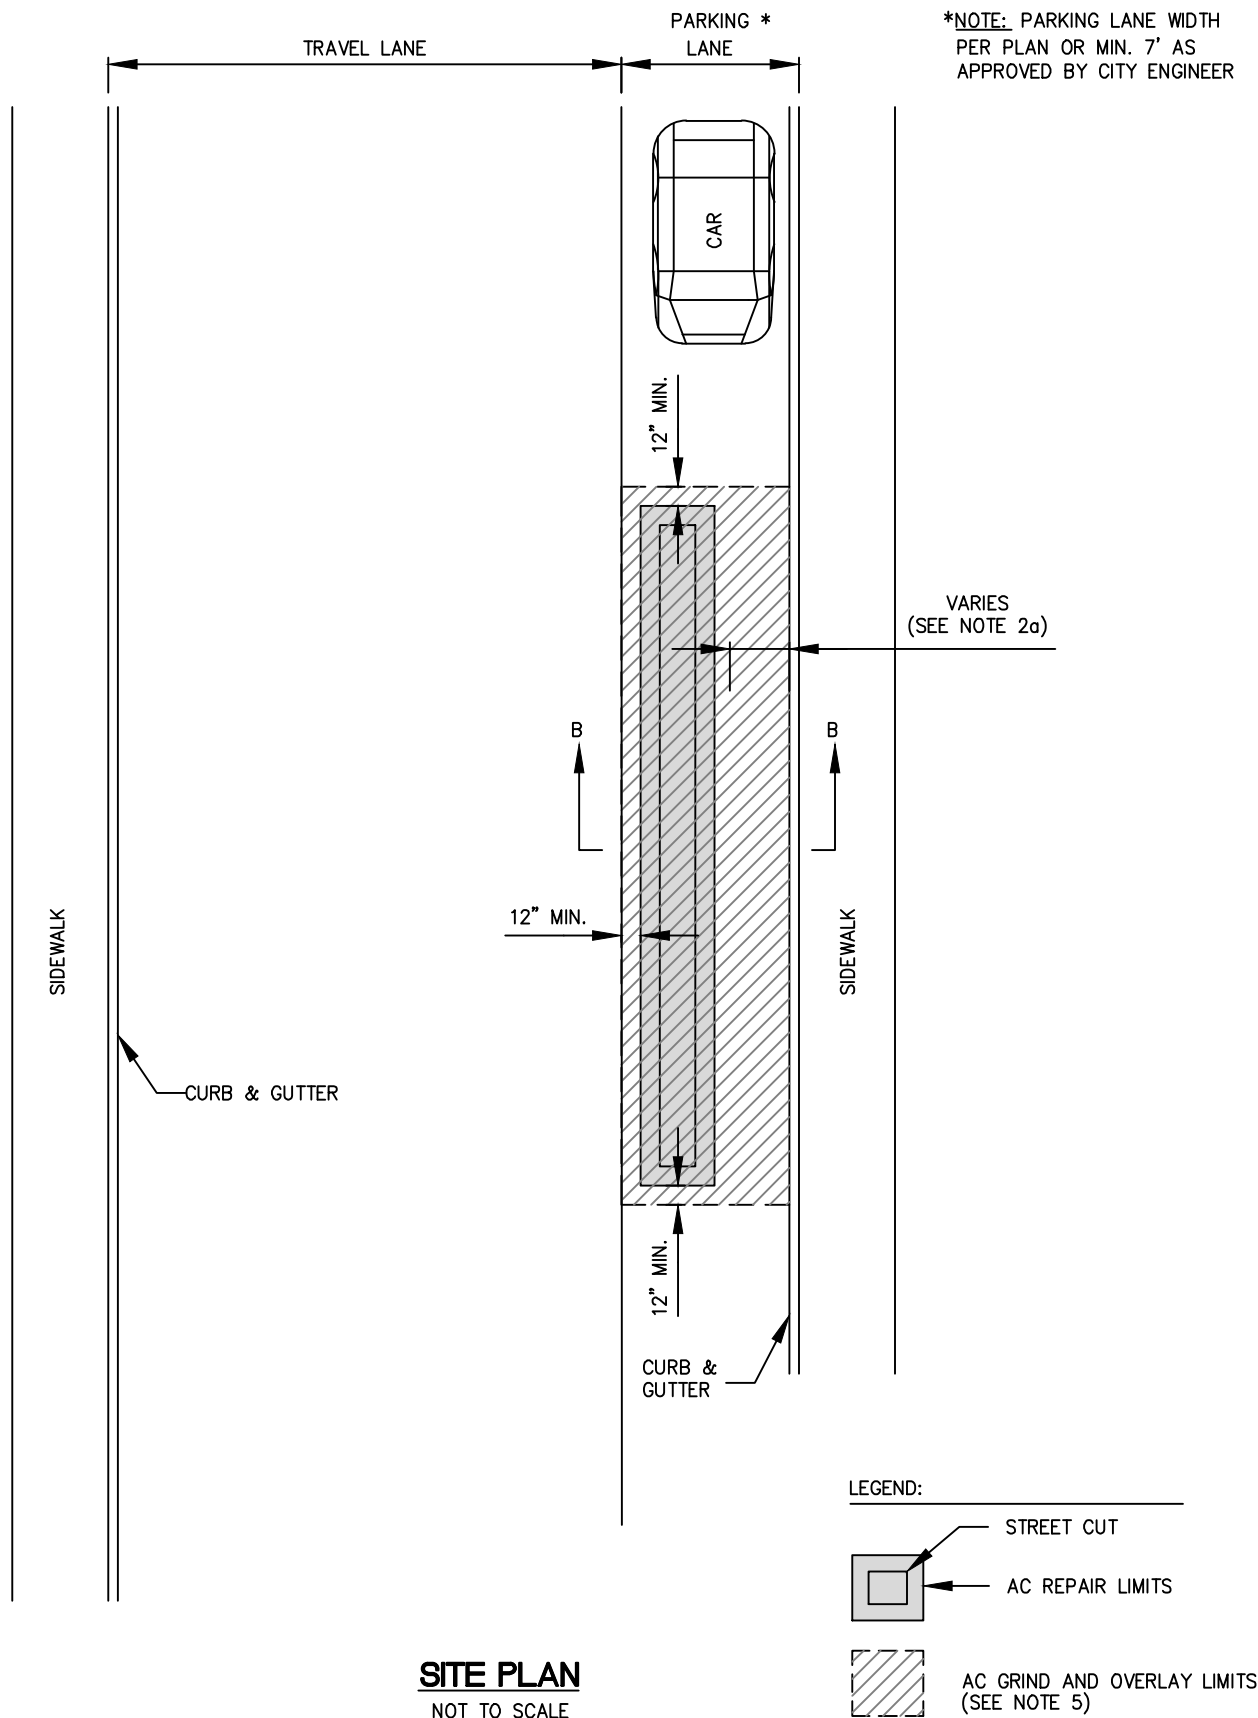 PARKING *
LANE
TRAVEL LANE
*NOTE: PARKING LANE WIDTH
PER PLAN OR MIN. 7' AS
APPROVED BY CITY ENGINEER
CAR
12" MIN.
VARIES
(SEE NOTE 2a)
B
B
12" MIN.
SIDEWALK
SIDEWALK
CURB & GUTTER
12" MIN.
CURB &
GUTTER
LEGEND:
STREET CUT
AC REPAIR LIMITS
AC GRIND AND OVERLAY LIMITS
(SEE NOTE 5)
SITE PLAN
NOT TO SCALE